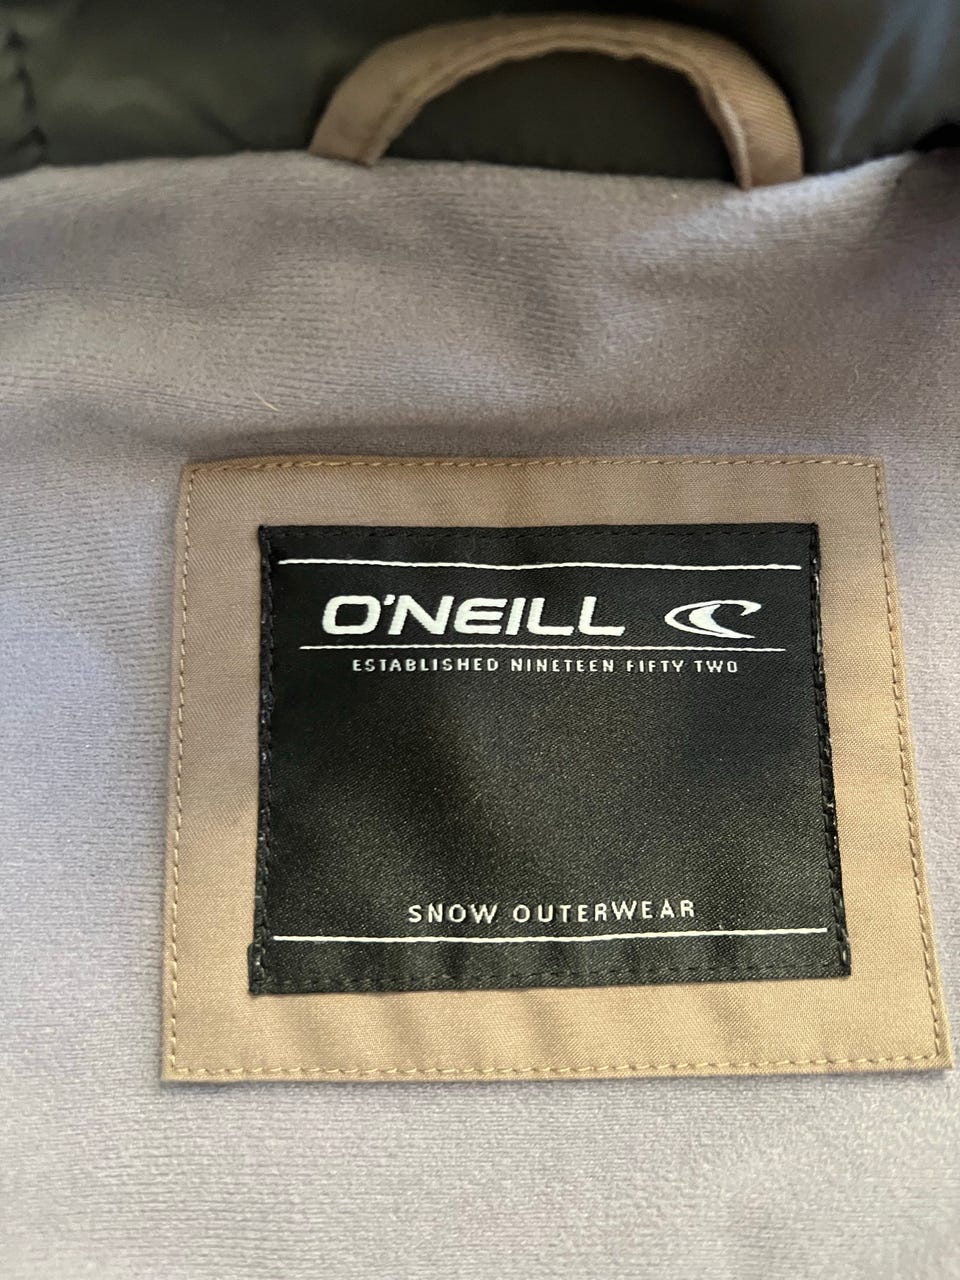 O'NEILL
ESTABLISHED NINETEEN FIFTY TWO
SNOW OUTERWEAR